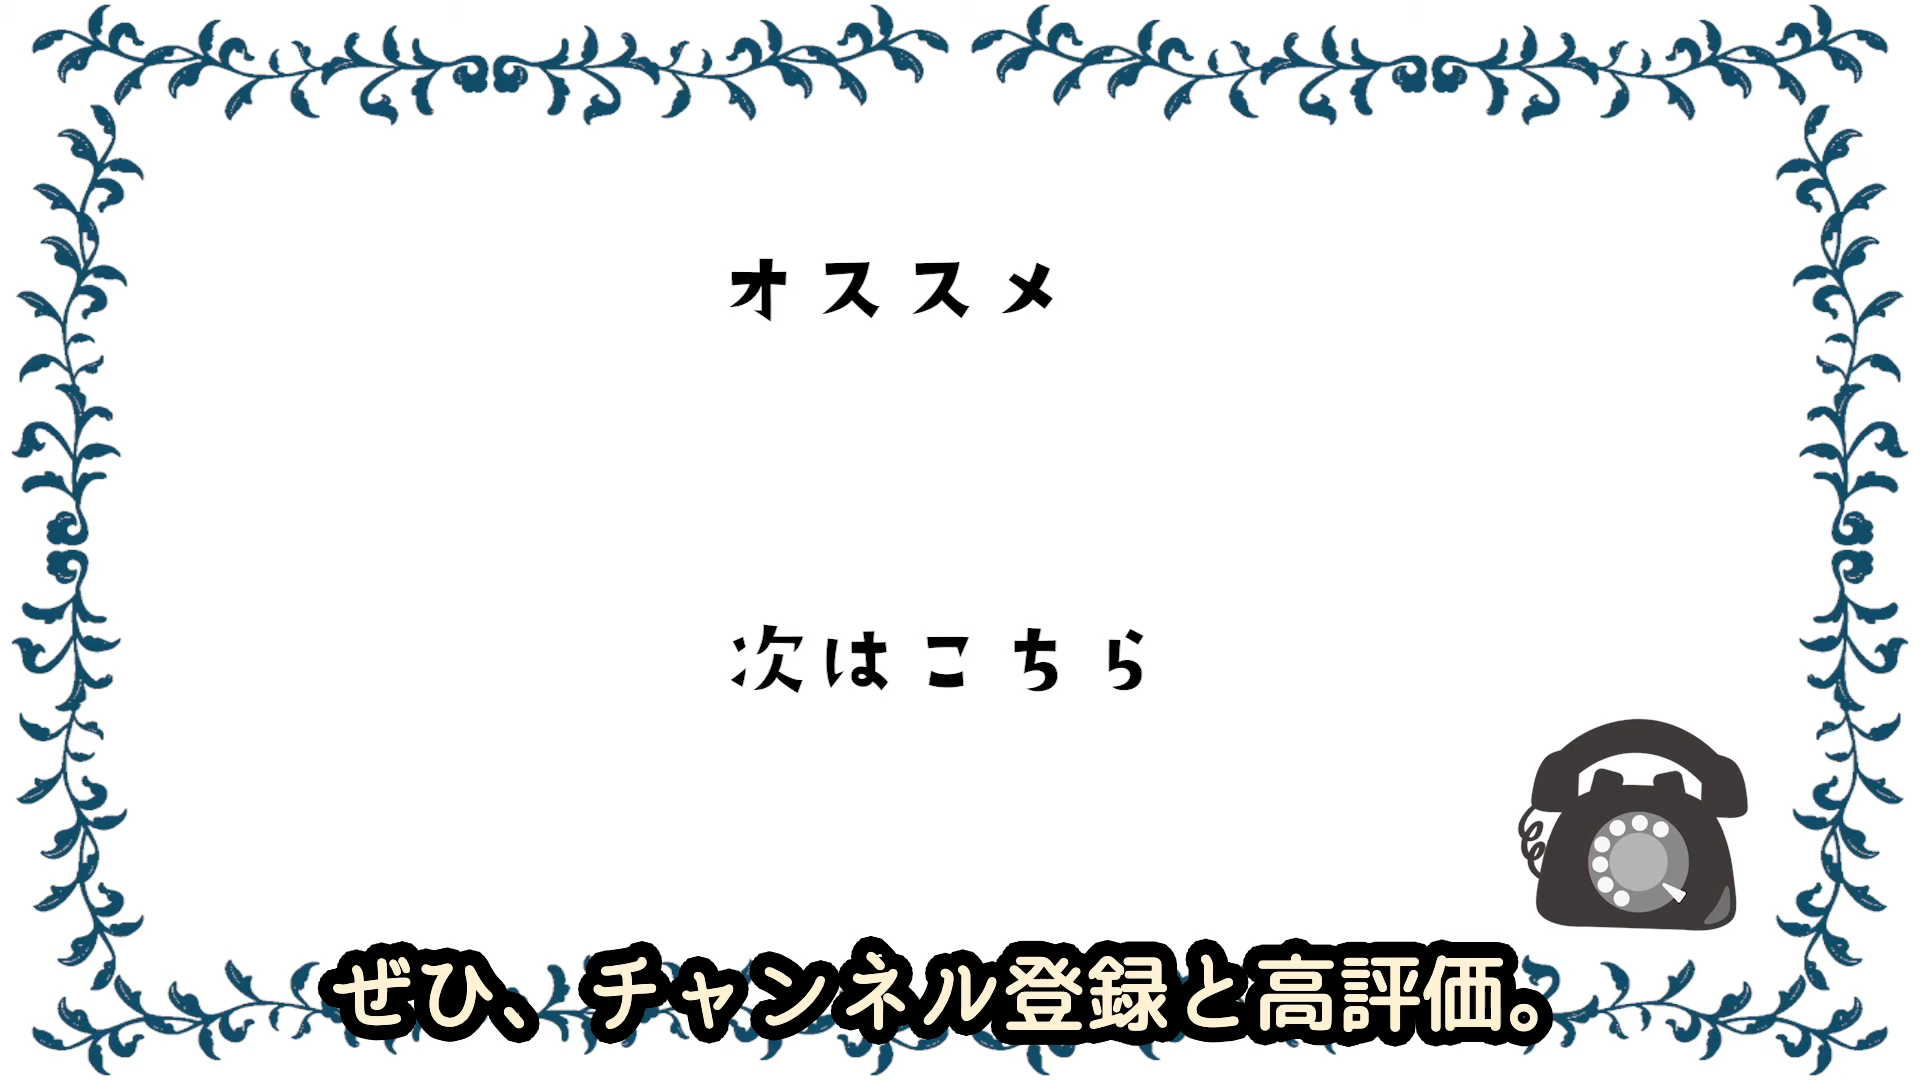 オススメ
次はこちら
ぜひ、チャンネル登録と高評価。